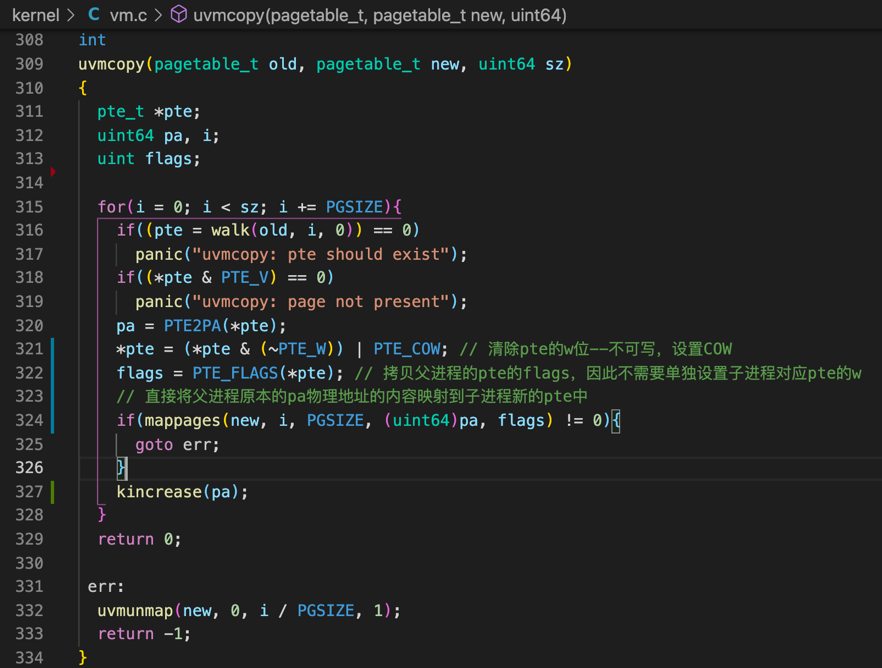 kernel > C vm.c > uvmcopy(pagetable_t, pagetable_t new, uint64)
308 int
309 uvmcopy(pagetable_t old, pagetable_t new, uint64 sz)
310 {
311   pte_t *pte;
312   uint64 pa, i;
313   uint flags;
314
315   for(i = 0; i < sz; i += PGSIZE){
316     if((pte = walk(old, i, 0)) == 0)
317       panic("uvmcopy: pte should exist");
318     if((*pte & PTE_V) == 0)
319       panic("uvmcopy: page not present");
320     pa = PTE2PA(*pte);
321     *pte = (*pte & (~PTE_W)) | PTE_COW; // 清除pte的w位--不可写，设置COW
322     flags = PTE_FLAGS(*pte); // 拷贝父进程的pte的flags，因此不需要单独设置子进程对应pte的w
323     // 直接将父进程原本的pa物理地址的内容映射到子进程新的pte中
324     if(mappages(new, i, PGSIZE, (uint64)pa, flags) != 0){
325       goto err;
326     }
327     kincrease(pa);
328   }
329   return 0;
330
331  err:
332   uvmunmap(new, 0, i / PGSIZE, 1);
333   return -1;
334 }